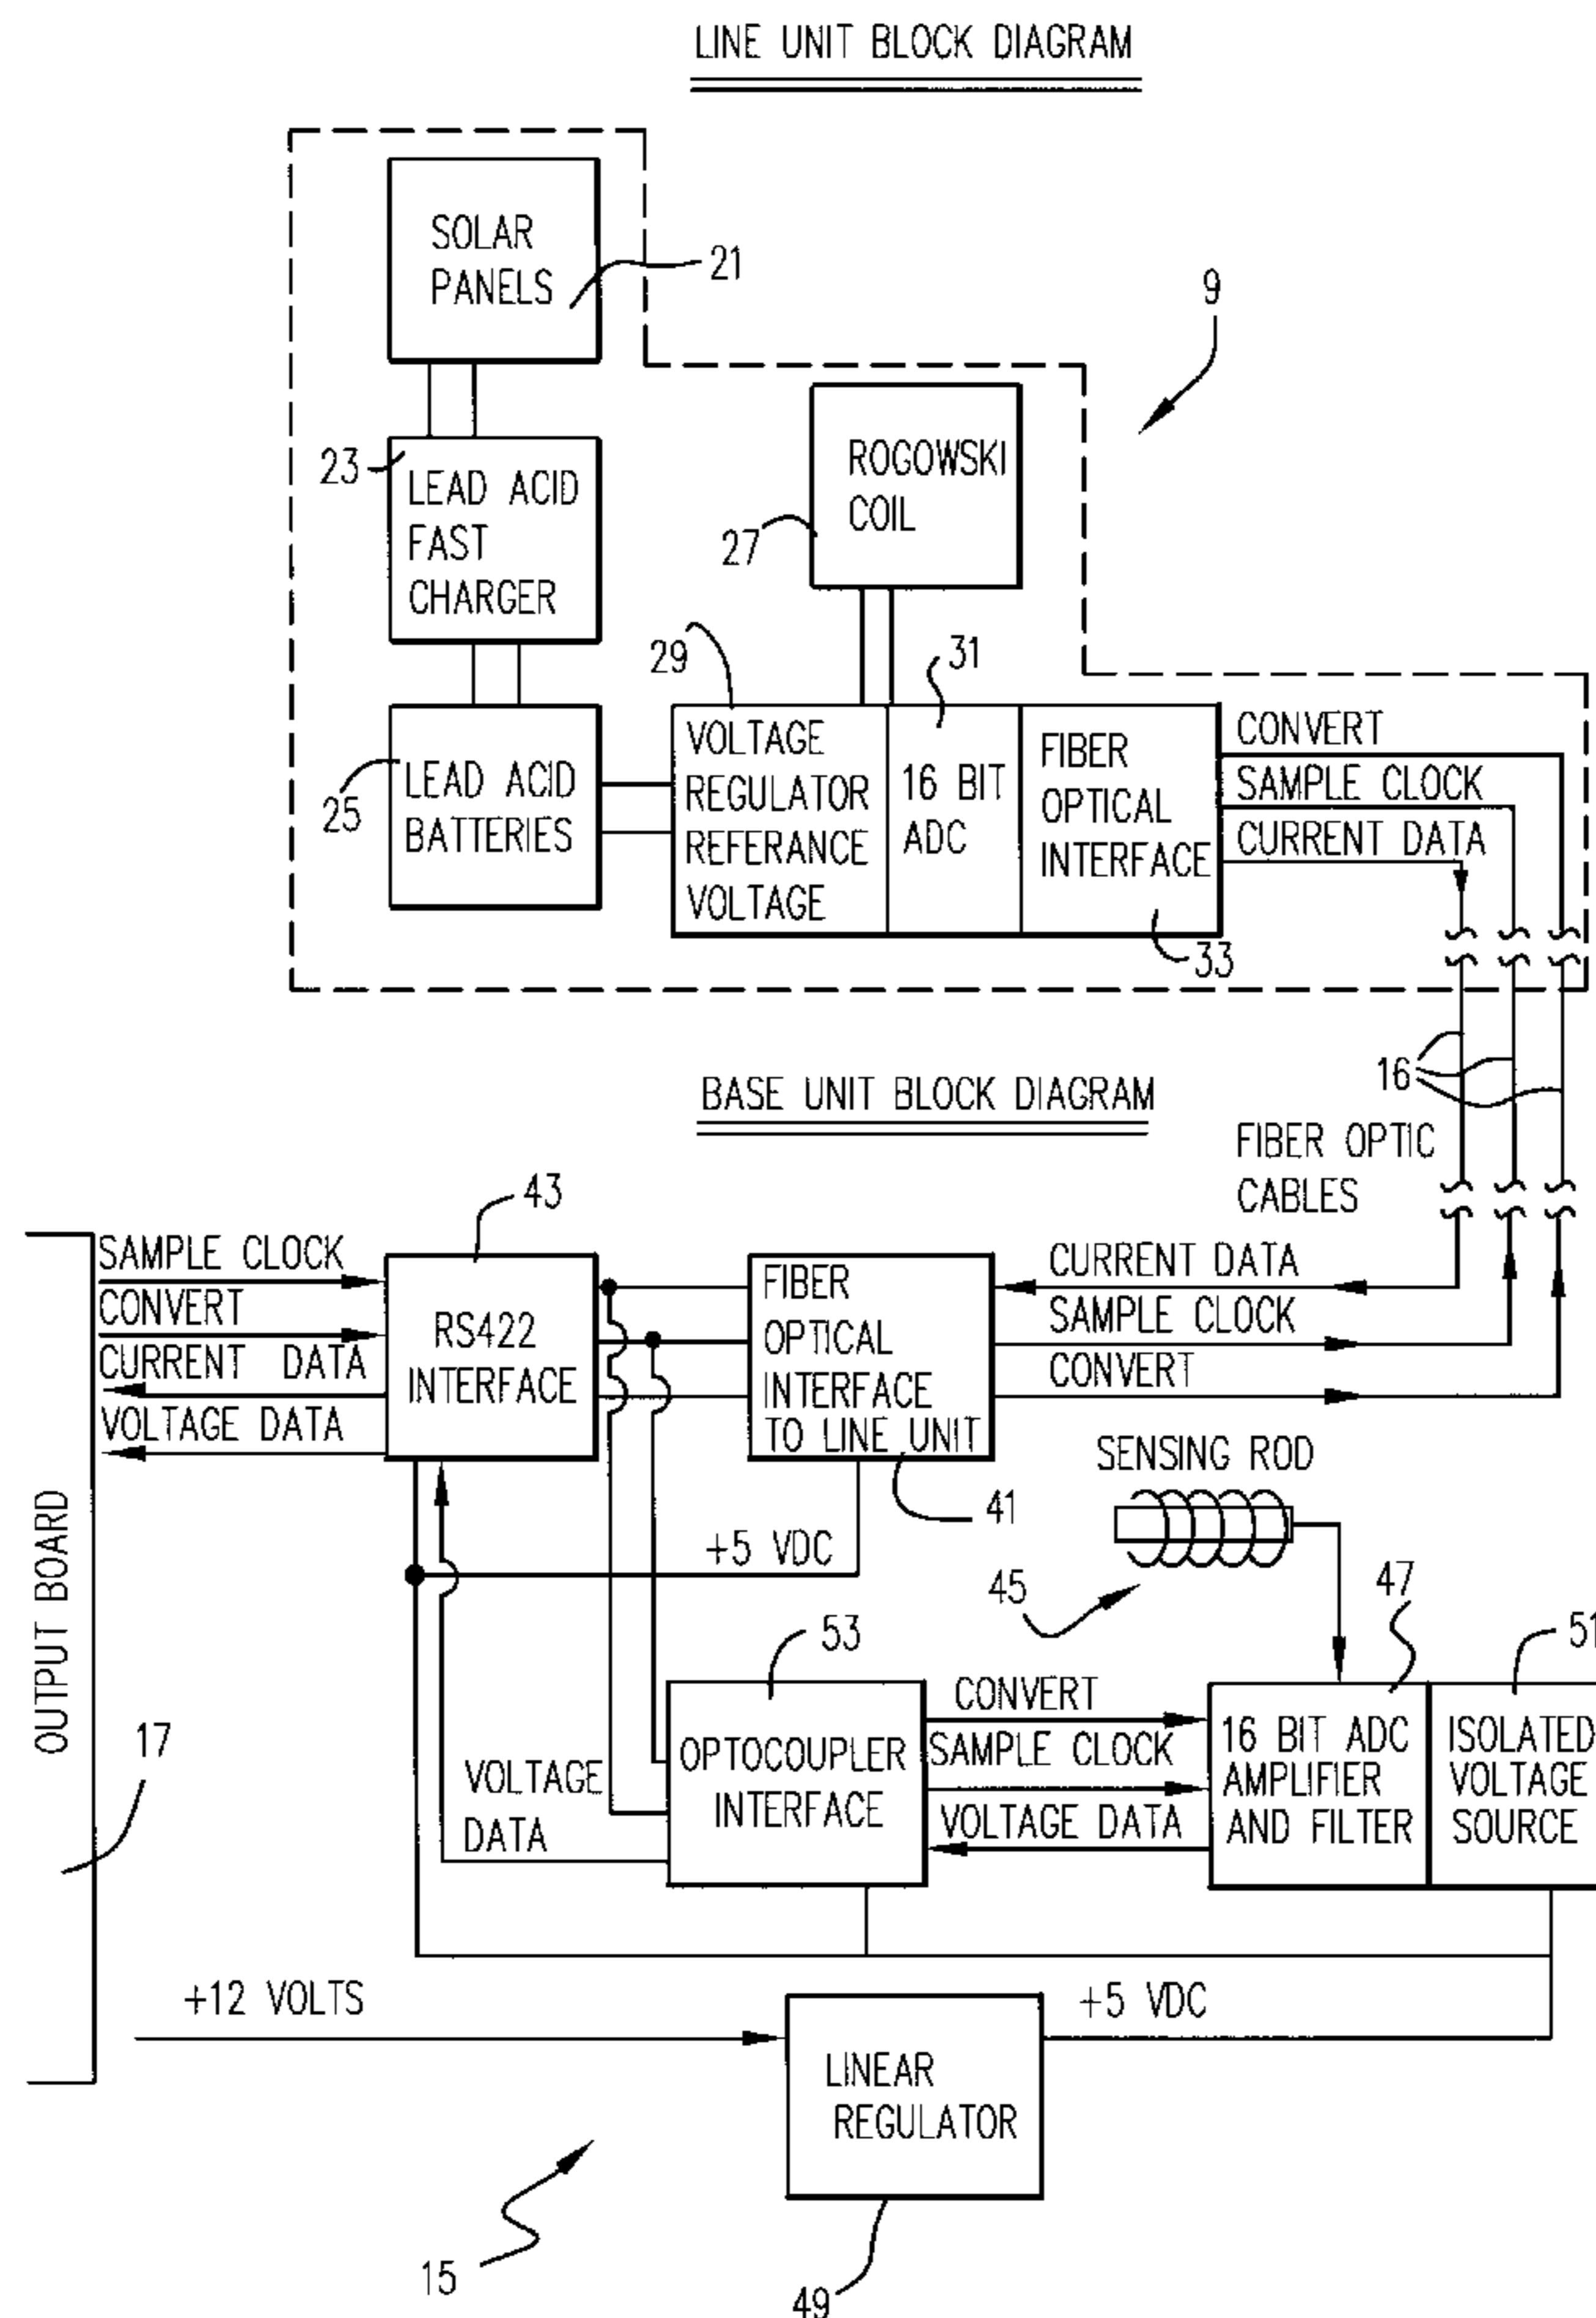 LINE UNIT BLOCK DIAGRAM
SOLAR
PANELS
21
9
23
LEAD ACID
FAST
CHARGER
ROGOWSKI
COIL
27
29
31
25
LEAD ACID
BATTERIES
VOLTAGE
REGULATOR
REFERANCE
VOLTAGE
16 BIT
ADC
FIBER
OPTICAL
INTERFACE
33
CONVERT
SAMPLE CLOCK
CURRENT DATA
16
BASE UNIT BLOCK DIAGRAM
FIBER OPTIC
CABLES
43
SAMPLE CLOCK
CONVERT
CURRENT DATA
VOLTAGE DATA
RS422
INTERFACE
FIBER
OPTICAL
INTERFACE
TO LINE UNIT
CURRENT DATA
SAMPLE CLOCK
CONVERT
41
SENSING ROD
45
+5 VDC
OUTPUT BOARD
17
47
51
53
VOLTAGE
DATA
OPTOCOUPLER
INTERFACE
CONVERT
SAMPLE CLOCK
VOLTAGE DATA
16 BIT ADC
AMPLIFIER
AND FILTER
ISOLATED
VOLTAGE
SOURCE
+12 VOLTS
+5 VDC
LINEAR
REGULATOR
15
49